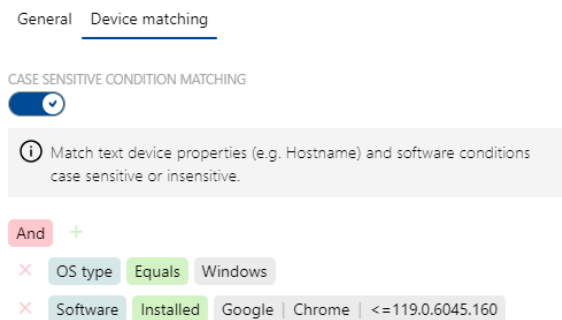 General Device matching
CASE SENSITIVE CONDITION MATCHING
Match text device properties (e.g. Hostname) and software conditions
case sensitive or insensitive.
And +
× OS type Equals Windows
× Software Installed Google | Chrome | <=119.0.6045.160